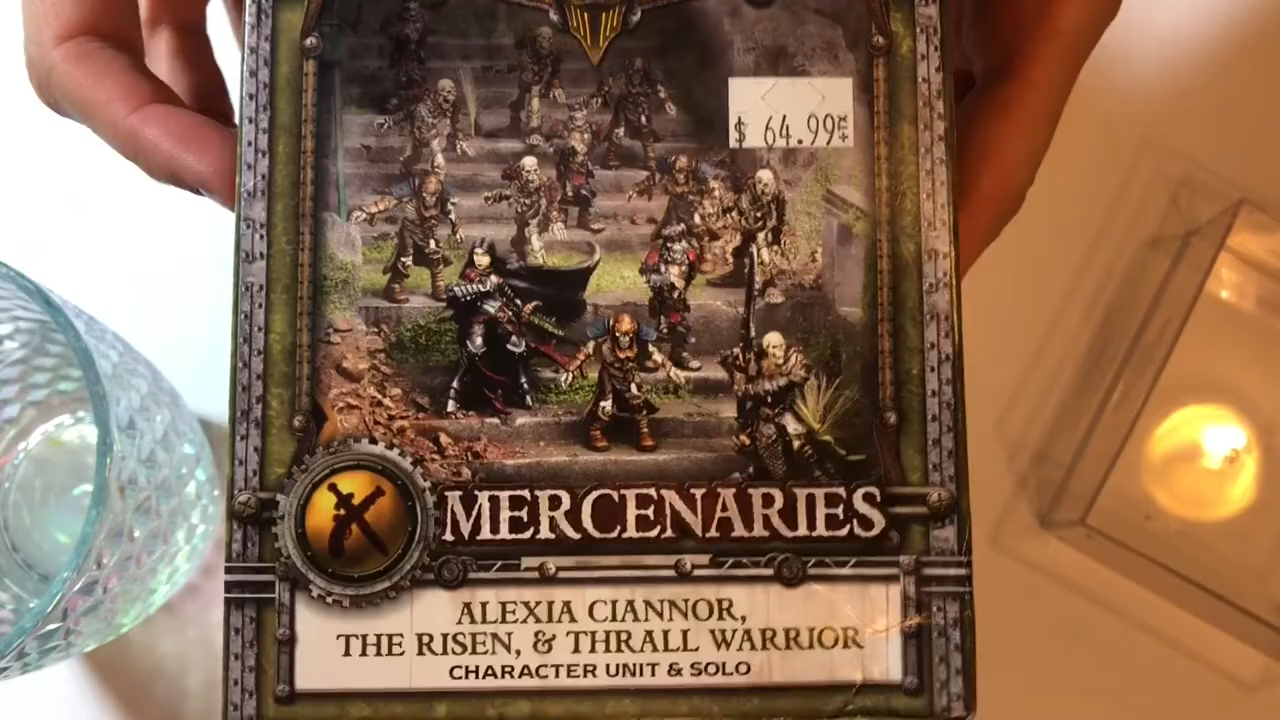 $ 64.99
MERCENARIES
ALEXIA CIANNOR,
THE RISEN, & THRALL WARRIOR
CHARACTER UNIT & SOLO